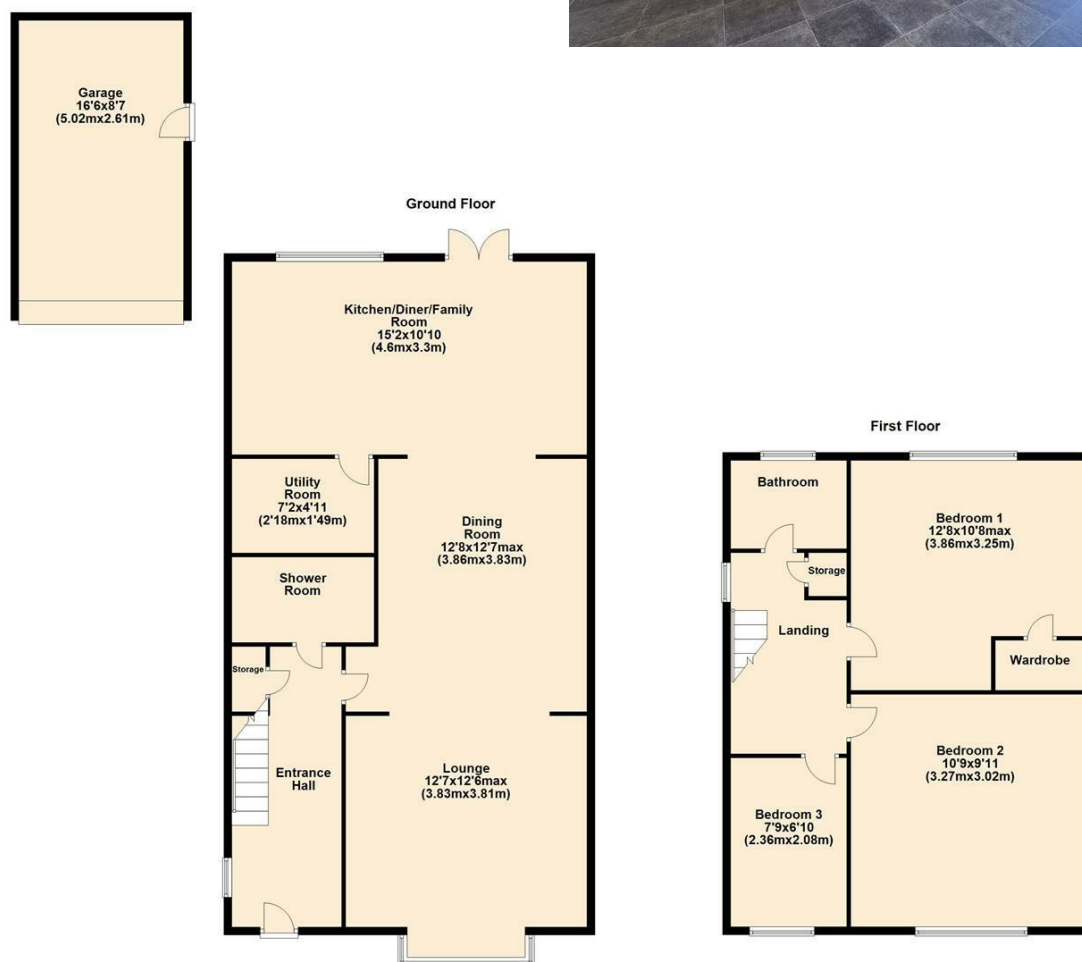 Garage
16'6x8'7
(5.02mx2.61m)
Ground Floor
Kitchen/Diner/Family
Room
15'2x10'10
(4.6mx3.3m)
Utility
Room
7'2x4'11
(2'18mx1'49m)
Dining
Room
12'8x12'7max
(3.86mx3.83m)
Shower
Room
Storage
Entrance
Hall
Lounge
12'7x12'6max
(3.83mx3.81m)
First Floor
Bathroom
Bedroom 1
12'8x10'8max
(3.86mx3.25m)
Storage
Landing
Wardrobe
Bedroom 2
10'9x9'11
(3.27mx3.02m)
Bedroom 3
7'9x6'10
(2.36mx2.08m)